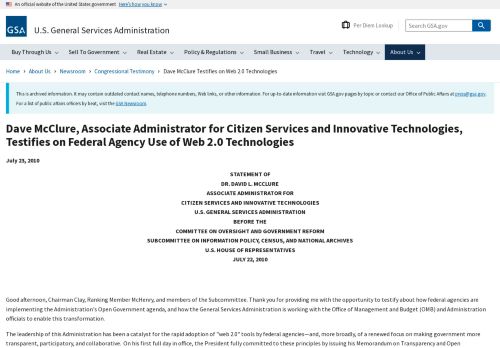 An official website of the United States government Here's how you know
GSA U.S. General Services Administration
Per Diem Lookup
Search GSA.gov
Buy Through Us Sell To Government Real Estate Policy & Regulations Small Business Travel Technology About Us
Home › About Us › Newsroom › Congressional Testimony › Dave McClure Testifies on Web 2.0 Technologies
This is archived information. It may contain outdated contact names, telephone numbers, Web links, or other information. For up-to-date information visit GSA.gov pages by topic or contact our Office of Public Affairs at press@gsa.gov.
For a list of public affairs officers by beat, visit the GSA Newsroom.
Dave McClure, Associate Administrator for Citizen Services and Innovative Technologies,
Testifies on Federal Agency Use of Web 2.0 Technologies
July 23, 2010
STATEMENT OF
DR. DAVID L. MCCLURE
ASSOCIATE ADMINISTRATOR FOR
CITIZEN SERVICES AND INNOVATIVE TECHNOLOGIES
U.S. GENERAL SERVICES ADMINISTRATION
BEFORE THE
COMMITTEE ON OVERSIGHT AND GOVERNMENT REFORM
SUBCOMMITTEE ON INFORMATION POLICY, CENSUS, AND NATIONAL ARCHIVES
U.S. HOUSE OF REPRESENTATIVES
JULY 22, 2010
Good afternoon, Chairman Clay, Ranking Member McHenry, and members of the Subcommittee. Thank you for providing me with the opportunity to testify about how federal agencies are
implementing the Administration's Open Government agenda, and how the General Services Administration is working with the Office of Management and Budget (OMB) and Administration
officials to enable this transformation.
The leadership of this Administration has been a catalyst for the rapid adoption of "web 2.0" tools by federal agencies—and, more broadly, of a renewed focus on making government more
transparent, participatory, and collaborative. On his first full day in office, the President fully committed to these principles by issuing his Memorandum on Transparency and Open